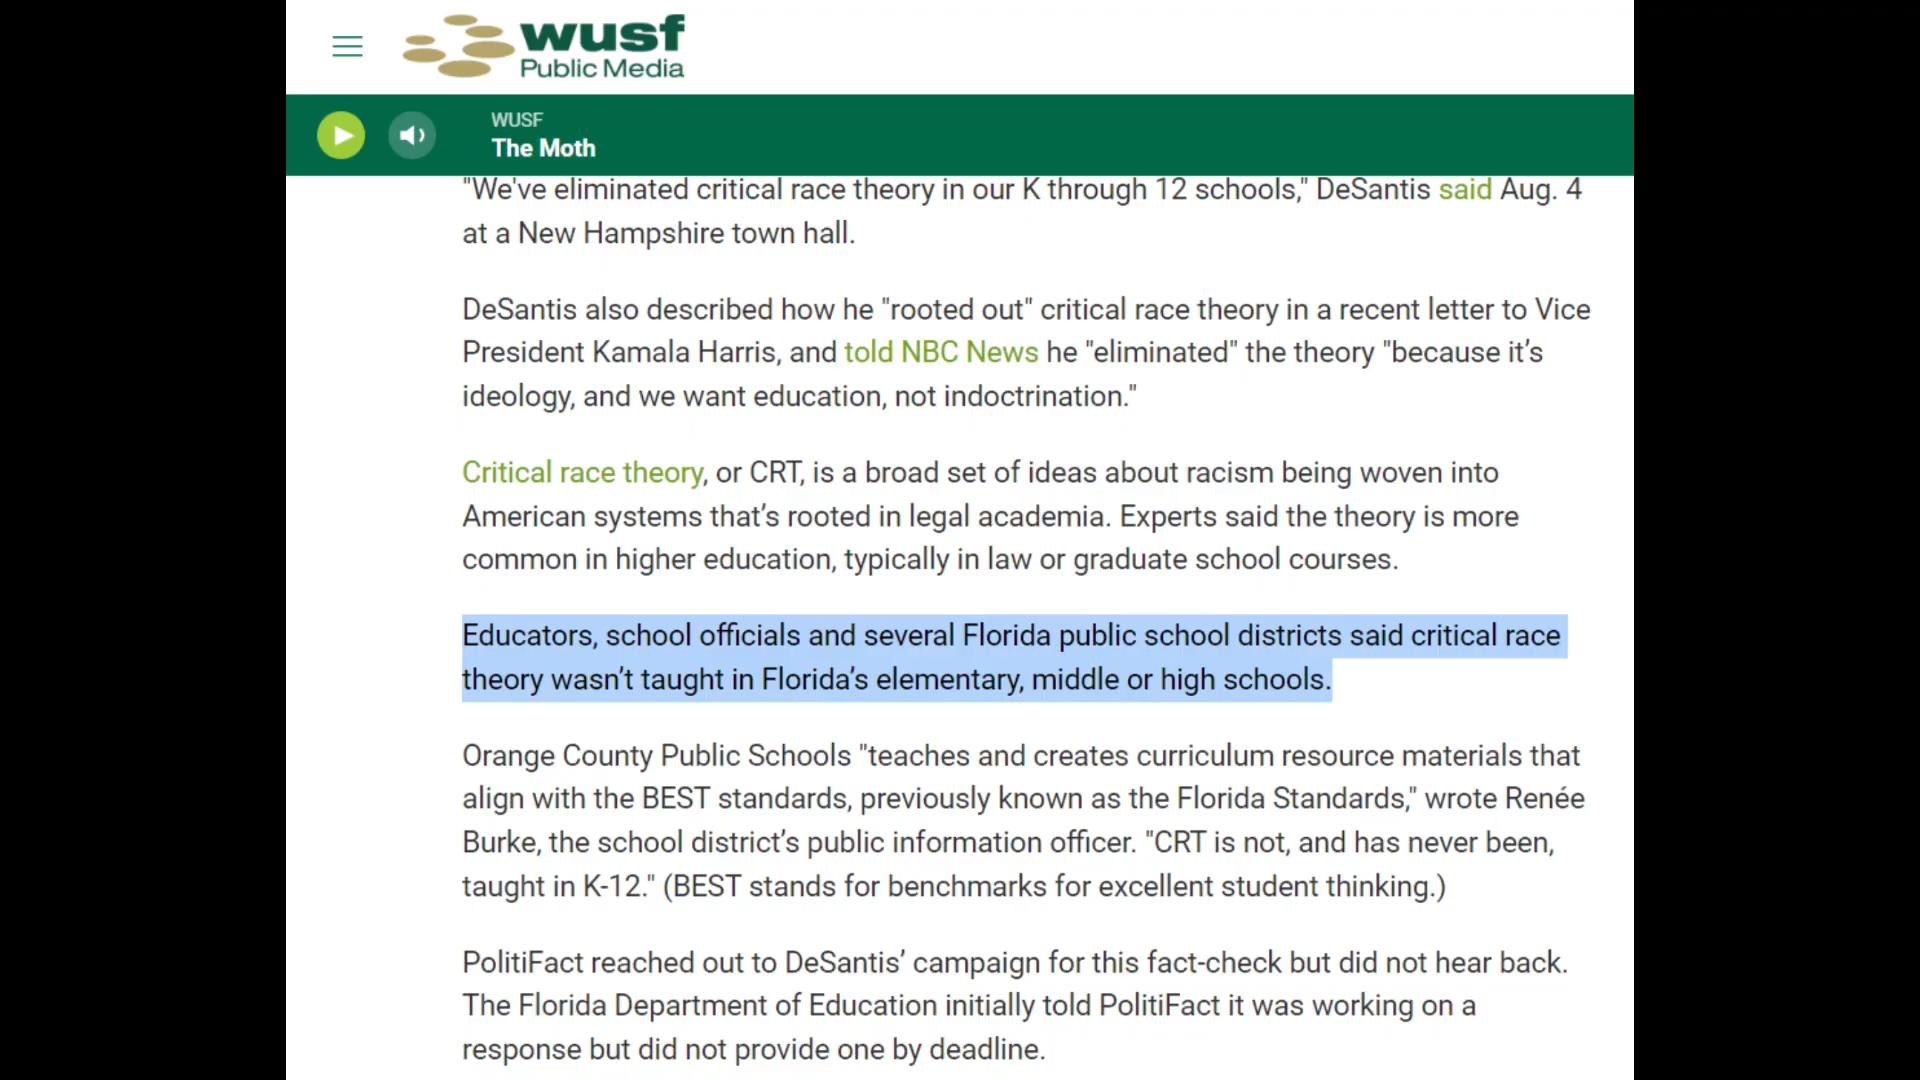 wusf
Public Media
WUSF
The Moth
"We've eliminated critical race theory in our K through 12 schools," DeSantis said Aug. 4
at a New Hampshire town hall.
DeSantis also described how he "rooted out" critical race theory in a recent letter to Vice
President Kamala Harris, and told NBC News he "eliminated" the theory "because it’s
ideology, and we want education, not indoctrination."
Critical race theory, or CRT, is a broad set of ideas about racism being woven into
American systems that’s rooted in legal academia. Experts said the theory is more
common in higher education, typically in law or graduate school courses.
Educators, school officials and several Florida public school districts said critical race
theory wasn’t taught in Florida’s elementary, middle or high schools.
Orange County Public Schools "teaches and creates curriculum resource materials that
align with the BEST standards, previously known as the Florida Standards," wrote Renée
Burke, the school district’s public information officer. "CRT is not, and has never been,
taught in K-12." (BEST stands for benchmarks for excellent student thinking.)
PolitiFact reached out to DeSantis’ campaign for this fact-check but did not hear back.
The Florida Department of Education initially told PolitiFact it was working on a
response but did not provide one by deadline.